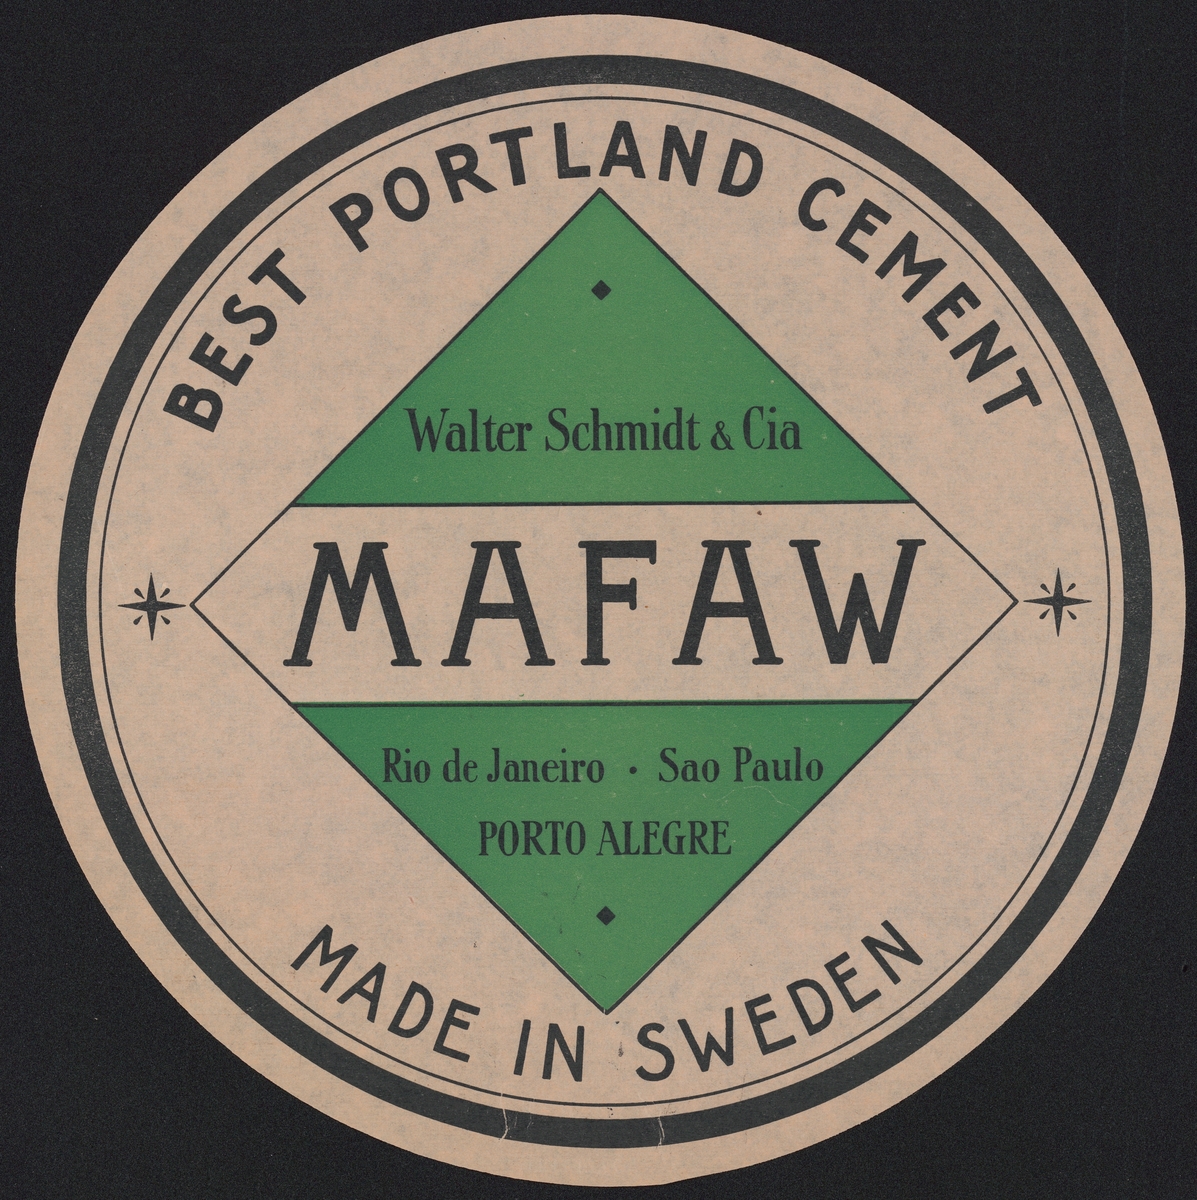 BEST PORTLAND CEMENT
Walter Schmidt & Cia
MAFAW
Rio de Janeiro · Sao Paulo
PORTO ALEGRE
MADE IN SWEDEN